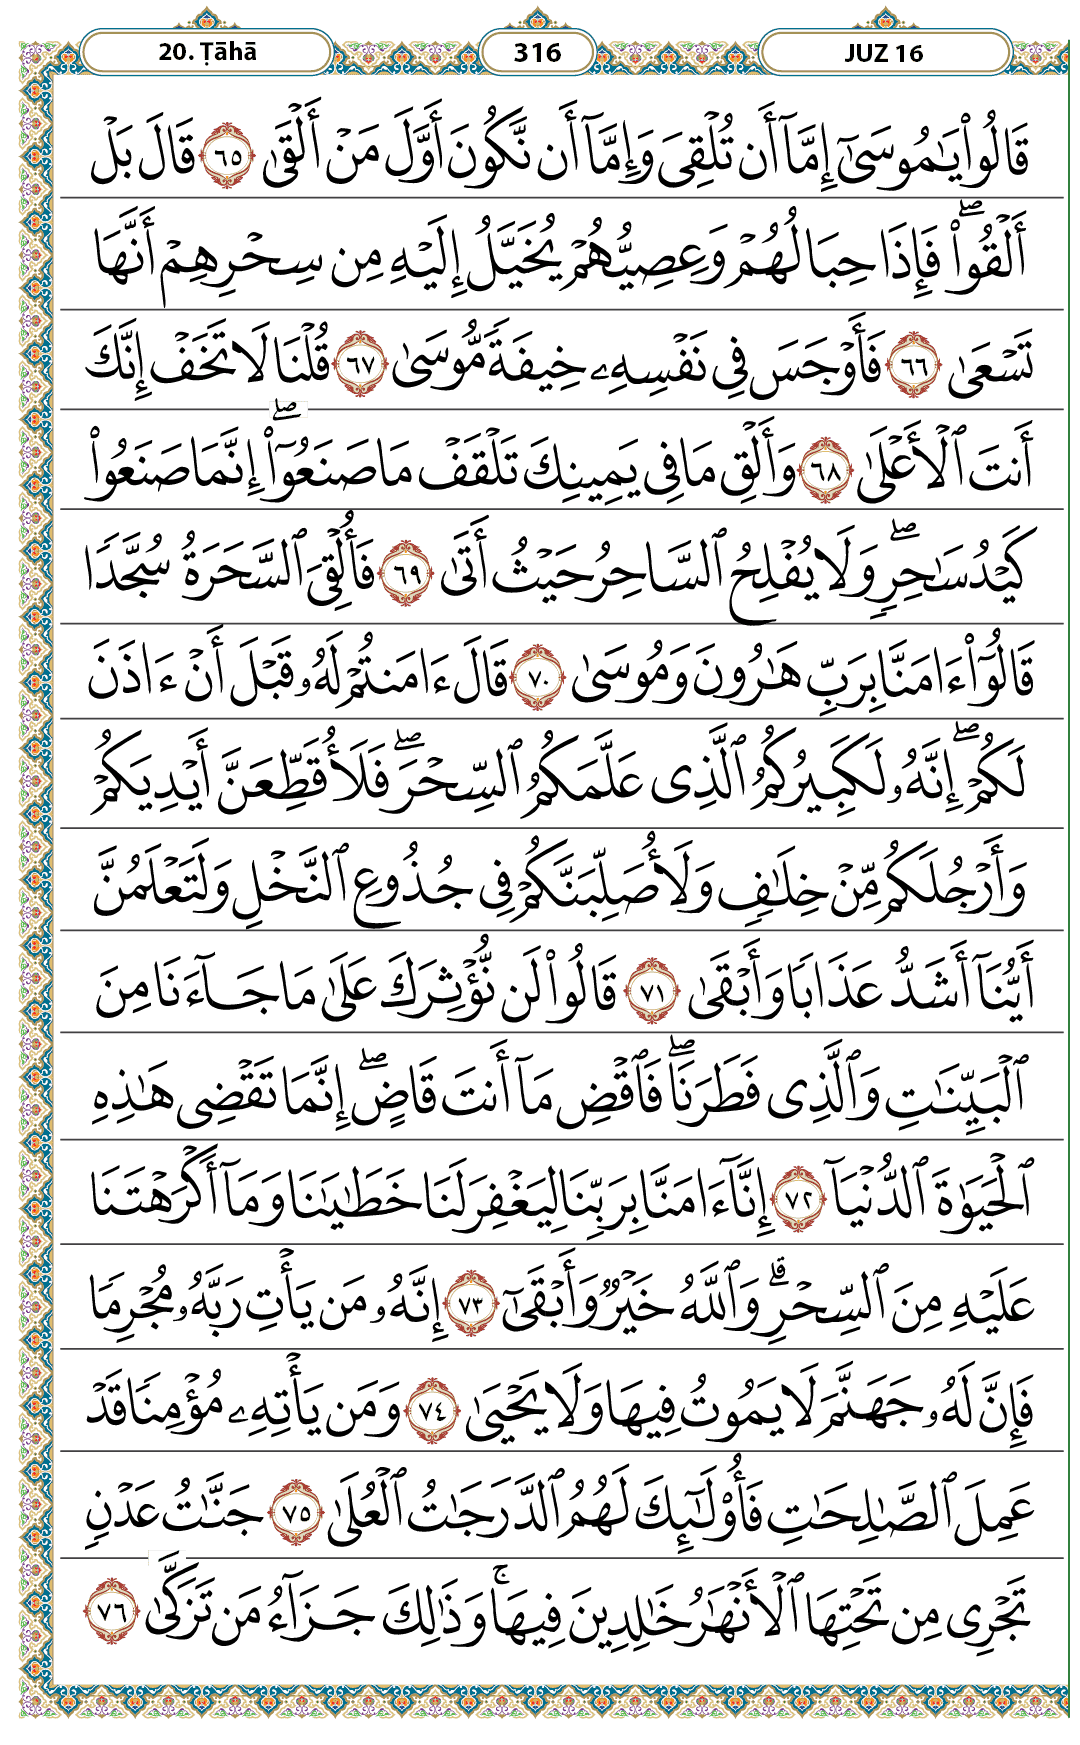 20. Ṭāhā 316 JUZ 16
قَالُوا۟ يَـٰمُوسَىٰٓ إِمَّآ أَن تُلْقِىَ وَإِمَّآ أَن نَّكُونَ أَوَّلَ مَنْ أَلْقَىٰ ٦٥ قَالَ بَلْ
أَلْقُوا۟ۖ فَإِذَا حِبَالُهُمْ وَعِصِيُّهُمْ يُخَيَّلُ إِلَيْهِ مِن سِحْرِهِمْ أَنَّهَا
تَسْعَىٰ ٦٦ فَأَوْجَسَ فِى نَفْسِهِۦ خِيفَةً مُّوسَىٰ ٦٧ قُلْنَا لَا تَخَفْ إِنَّكَ
أَنتَ ٱلْأَعْلَىٰ ٦٨ وَأَلْقِ مَا فِى يَمِينِكَ تَلْقَفْ مَا صَنَعُوٓا۟ۖ إِنَّمَا صَنَعُوا۟
كَيْدُ سَـٰحِرٍۖ وَلَا يُفْلِحُ ٱلسَّاحِرُ حَيْثُ أَتَىٰ ٦٩ فَأُلْقِىَ ٱلسَّحَرَةُ سُجَّدًا
قَالُوٓا۟ ءَامَنَّا بِرَبِّ هَـٰرُونَ وَمُوسَىٰ ٧٠ قَالَ ءَامَنتُمْ لَهُۥ قَبْلَ أَنْ ءَاذَنَ
لَكُمْۖ إِنَّهُۥ لَكَبِيرُكُمُ ٱلَّذِى عَلَّمَكُمُ ٱلسِّحْرَۖ فَلَأُقَطِّعَنَّ أَيْدِيَكُمْ
وَأَرْجُلَكُم مِّنْ خِلَـٰفٍ وَلَأُصَلِّبَنَّكُمْ فِى جُذُوعِ ٱلنَّخْلِ وَلَتَعْلَمُنَّ
أَيُّنَآ أَشَدُّ عَذَابًا وَأَبْقَىٰ ٧١ قَالُوا۟ لَن نُّؤْثِرَكَ عَلَىٰ مَا جَآءَنَا مِنَ
ٱلْبَيِّنَـٰتِ وَٱلَّذِى فَطَرَنَاۖ فَٱقْضِ مَآ أَنتَ قَاضٍۖ إِنَّمَا تَقْضِى هَـٰذِهِ
ٱلْحَيَوٰةَ ٱلدُّنْيَآ ٧٢ إِنَّآ ءَامَنَّا بِرَبِّنَا لِيَغْفِرَ لَنَا خَطَـٰيَـٰنَا وَمَآ أَكْرَهْتَنَا
عَلَيْهِ مِنَ ٱلسِّحْرِۗ وَٱللَّهُ خَيْرٌ وَأَبْقَىٰٓ ٧٣ إِنَّهُۥ مَن يَأْتِ رَبَّهُۥ مُجْرِمًا
فَإِنَّ لَهُۥ جَهَنَّمَ لَا يَمُوتُ فِيهَا وَلَا يَحْيَىٰ ٧٤ وَمَن يَأْتِهِۦ مُؤْمِنًا قَدْ
عَمِلَ ٱلصَّـٰلِحَـٰتِ فَأُو۟لَـٰٓئِكَ لَهُمُ ٱلدَّرَجَـٰتُ ٱلْعُلَىٰ ٧٥ جَنَّـٰتُ عَدْنٍ
تَجْرِى مِن تَحْتِهَا ٱلْأَنْهَـٰرُ خَـٰلِدِينَ فِيهَاۚ وَذَٰلِكَ جَزَآءُ مَن تَزَكَّىٰ ٧٦